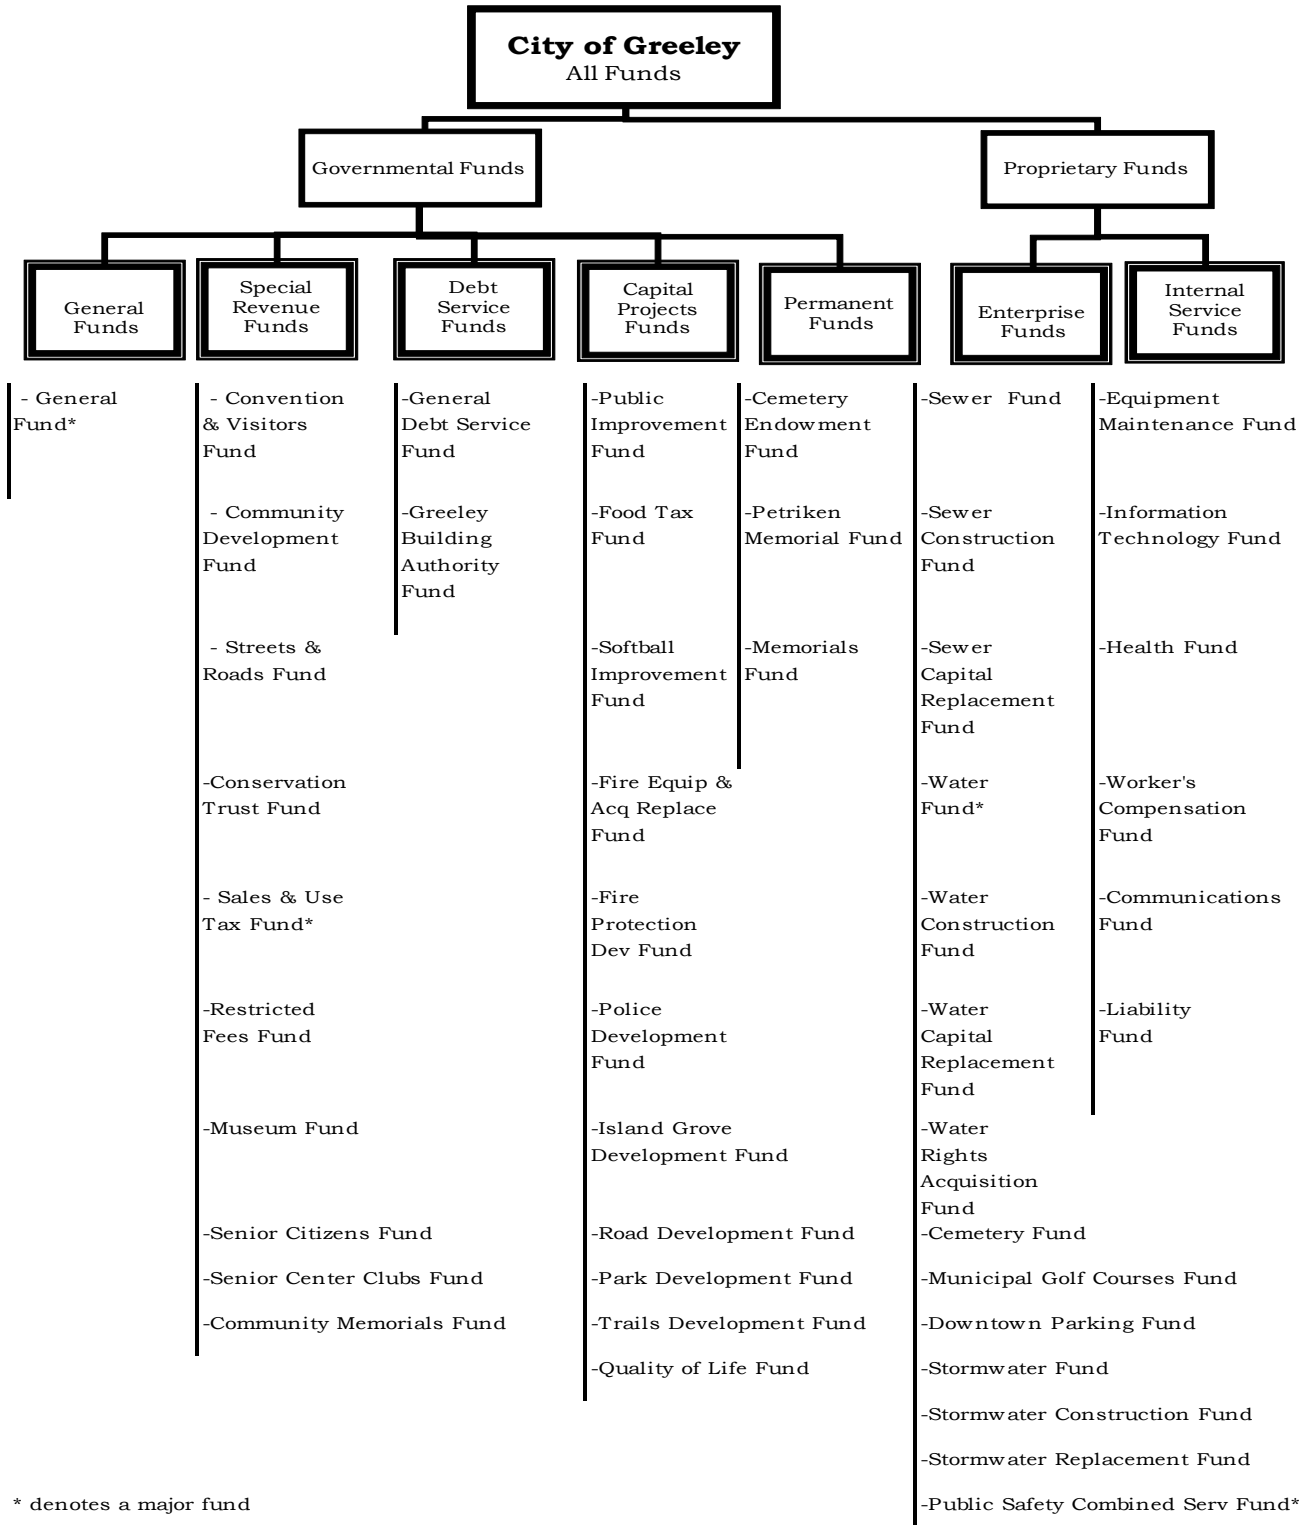 City of Greeley
All Funds
Governmental Funds
Proprietary Funds
General
Funds
Special
Revenue
Funds
Debt
Service
Funds
Capital
Projects
Funds
Permanent
Funds
Enterprise
Funds
Internal
Service
Funds
- General
Fund*
- Convention
& Visitors
Fund
- Community
Development
Fund
- Streets &
Roads Fund
-Conservation
Trust Fund
- Sales & Use
Tax Fund*
-Restricted
Fees Fund
-Museum Fund
-Senior Citizens Fund
-Senior Center Clubs Fund
-Community Memorials Fund
-General
Debt Service
Fund
-Greeley
Building
Authority
Fund
-Public
Improvement
Fund
-Food Tax
Fund
-Softball
Improvement
Fund
-Fire Equip &
Acq Replace
Fund
-Fire
Protection
Dev Fund
-Police
Development
Fund
-Island Grove
Development Fund
-Road Development Fund
-Park Development Fund
-Trails Development Fund
-Quality of Life Fund
-Cemetery
Endowment
Fund
-Petriken
Memorial Fund
-Memorials
Fund
-Sewer Fund
-Sewer
Construction
Fund
-Sewer
Capital
Replacement
Fund
-Water
Fund*
-Water
Construction
Fund
-Water
Capital
Replacement
Fund
-Water
Rights
Acquisition
Fund
-Cemetery Fund
-Municipal Golf Courses Fund
-Downtown Parking Fund
-Stormwater Fund
-Stormwater Construction Fund
-Stormwater Replacement Fund
-Public Safety Combined Serv Fund*
-Equipment
Maintenance Fund
-Information
Technology Fund
-Health Fund
-Worker's
Compensation
Fund
-Communications
Fund
-Liability
Fund
* denotes a major fund